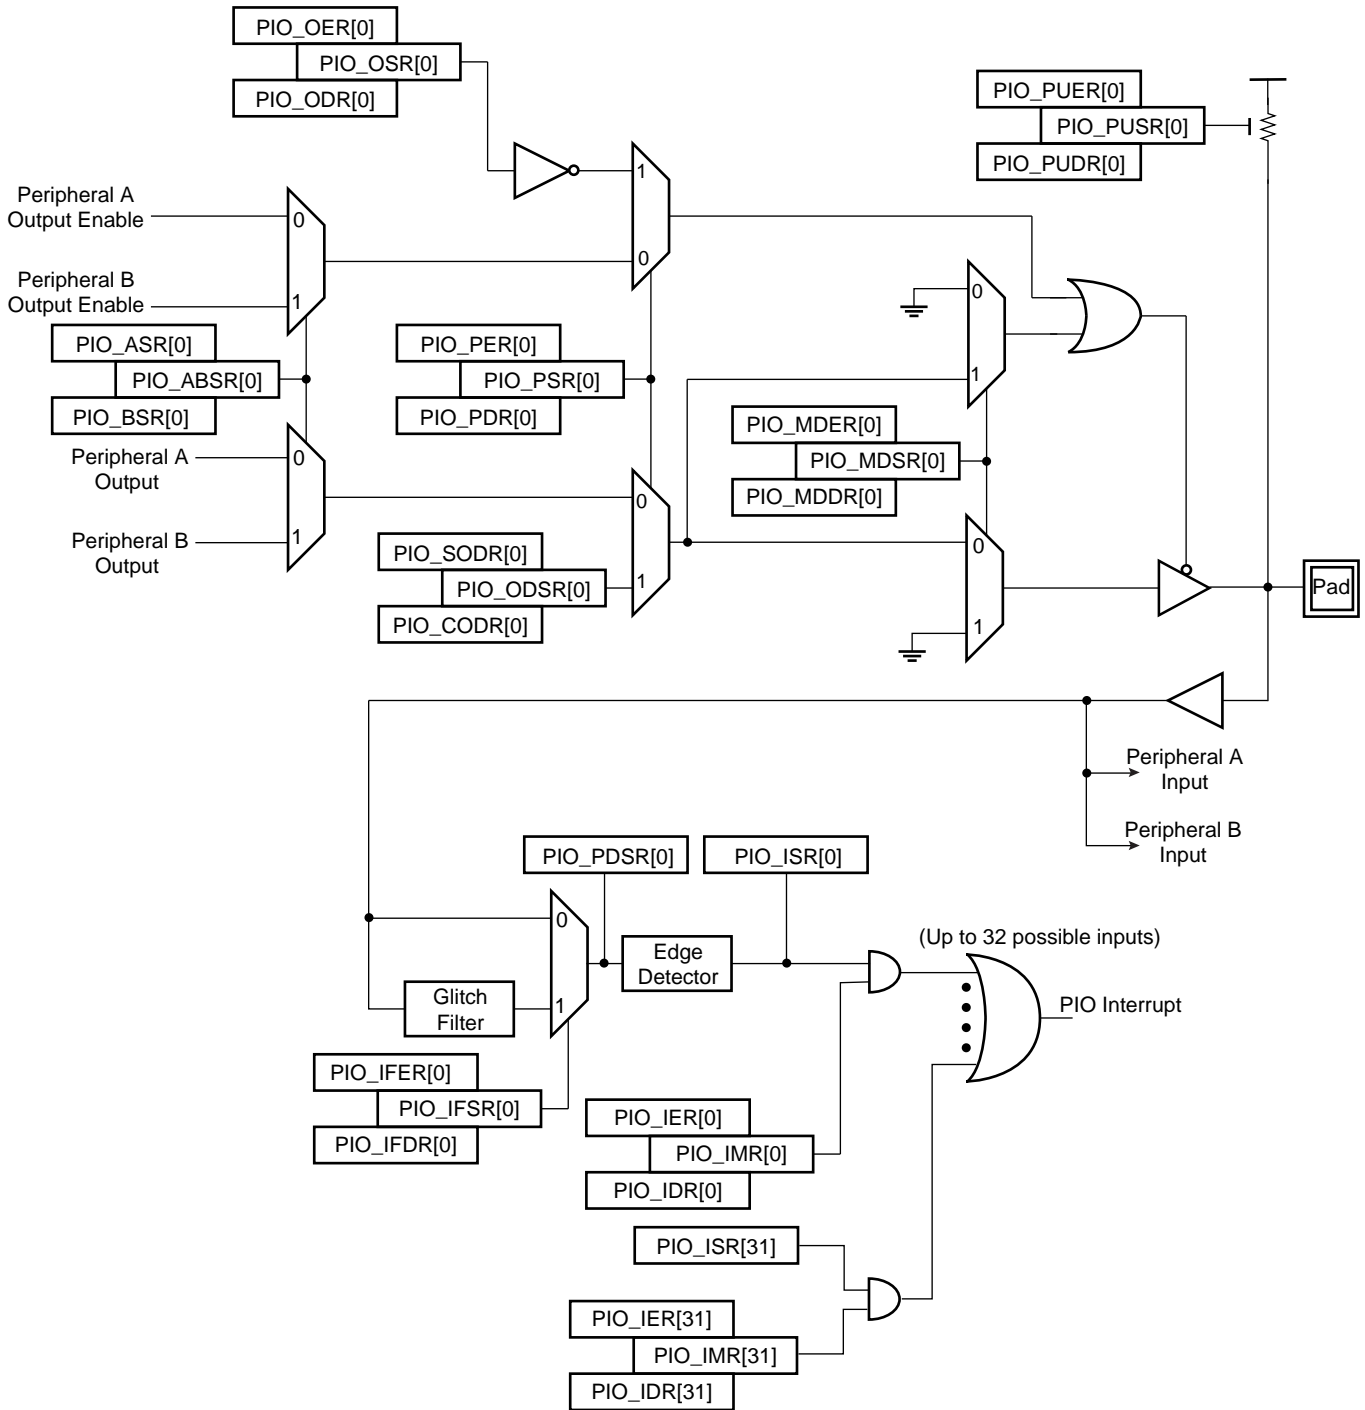 PIO_OER[0]
PIO_OSR[0]
PIO_ODR[0]
PIO_PUER[0]
PIO_PUSR[0]
PIO_PUDR[0]
1
0
Peripheral A
Output Enable
0
Peripheral B
Output Enable
1
PIO_ASR[0]
PIO_ABSR[0]
PIO_BSR[0]
PIO_PER[0]
PIO_PSR[0]
PIO_PDR[0]
0
1
PIO_MDER[0]
PIO_MDSR[0]
PIO_MDDR[0]
Peripheral A
Output
0
Peripheral B
Output
1
0
1
PIO_SODR[0]
PIO_ODSR[0]
PIO_CODR[0]
0
1
Pad
Peripheral A
Input
Peripheral B
Input
PIO_PDSR[0]
PIO_ISR[0]
0
1
Glitch
Filter
Edge
Detector
(Up to 32 possible inputs)
PIO Interrupt
PIO_IFER[0]
PIO_IFSR[0]
PIO_IFDR[0]
PIO_IER[0]
PIO_IMR[0]
PIO_IDR[0]
PIO_ISR[31]
PIO_IER[31]
PIO_IMR[31]
PIO_IDR[31]